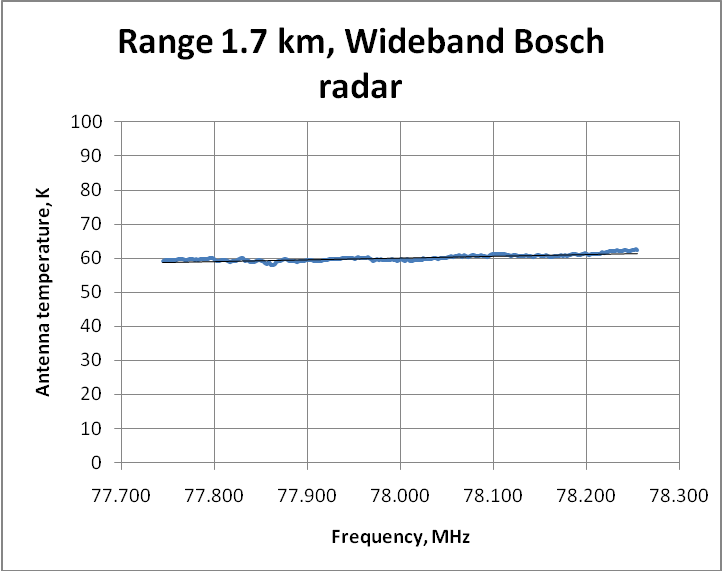 Range 1.7 km, Wideband Bosch
radar
100
90
80
70
60
50
40
30
20
10
0
Antenna temperature, K
77.700 77.800 77.900 78.000 78.100 78.200 78.300
Frequency, MHz